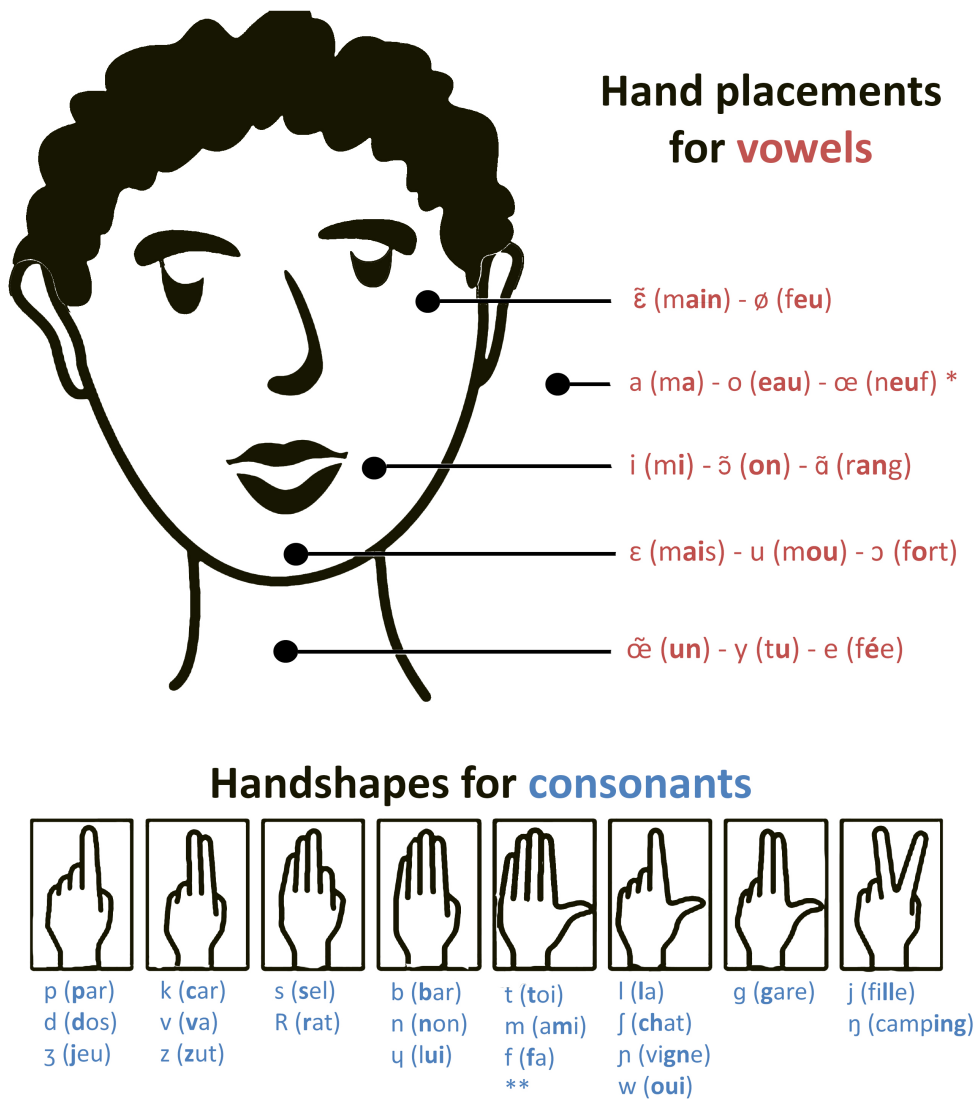 Hand placements
for vowels
ɛ̃ (main) - ø (feu)
a (ma) - o (eau) - œ (neuf) *
i (mi) - ɔ̃ (on) - ɑ̃ (rang)
ɛ (mais) - u (mou) - ɔ (fort)
œ̃ (un) - y (tu) - e (fée)
Handshapes for consonants
p (par)
d (dos)
ʒ (jeu)
k (car)
v (va)
z (zut)
s (sel)
R (rat)
b (bar)
n (non)
ɥ (lui)
t (toi)
m (ami)
f (fa)
**
l (la)
ʃ (chat)
ɲ (vigne)
w (oui)
g (gare)
j (fille)
ŋ (camping)